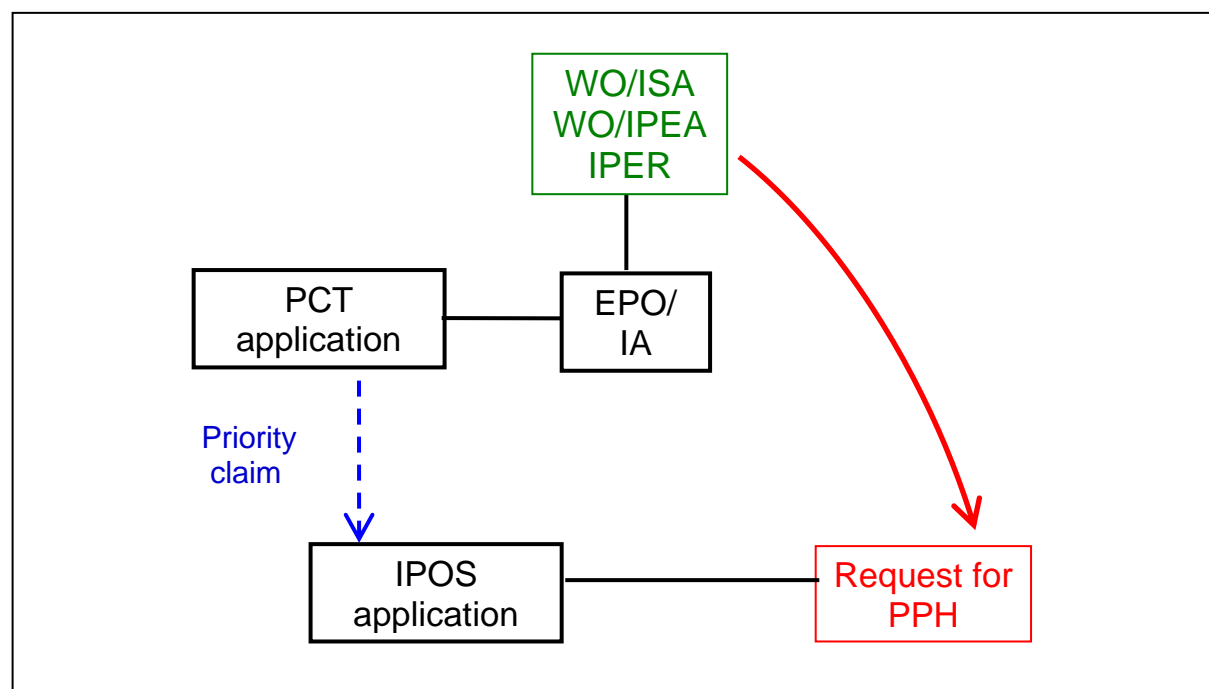 WO/ISA
WO/IPEA
IPER
PCT
application
EPO/
IA
Priority
claim
IPOS
application
Request for
PPH